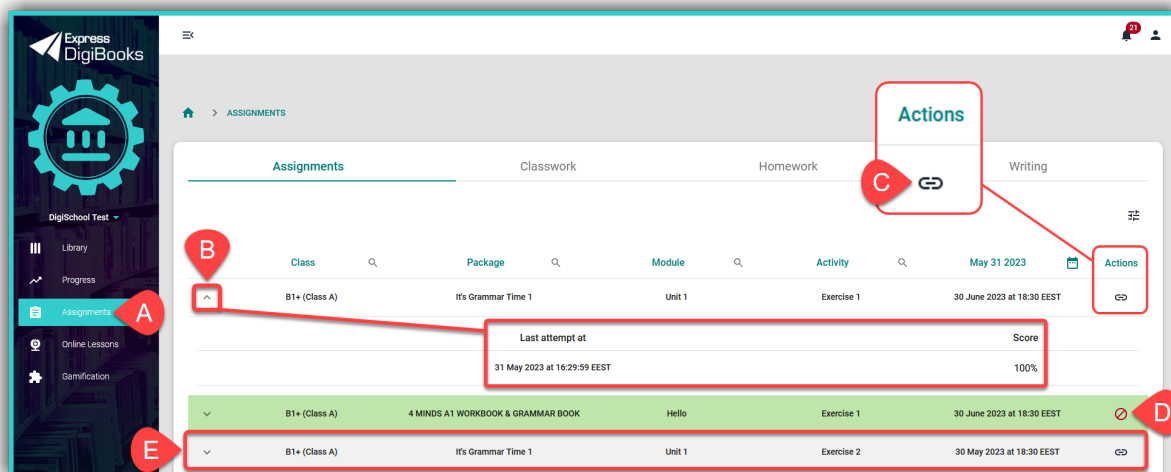 Express
DigiBooks
21
> ASSIGNMENTS
Actions
C
Assignments Classwork Homework Writing
DigiSchool Test
Library
Progress
Assignments
Online Lessons
Gamification
A
B
Class Package Module Activity May 31 2023 Actions
B1+ (Class A) It's Grammar Time 1 Unit 1 Exercise 1 30 June 2023 at 18:30 EEST
Last attempt at Score
31 May 2023 at 16:29:59 EEST 100%
B1+ (Class A) 4 MINDS A1 WORKBOOK & GRAMMAR BOOK Hello Exercise 1 30 June 2023 at 18:30 EEST
D
E
B1+ (Class A) It's Grammar Time 1 Unit 1 Exercise 2 30 May 2023 at 18:30 EEST